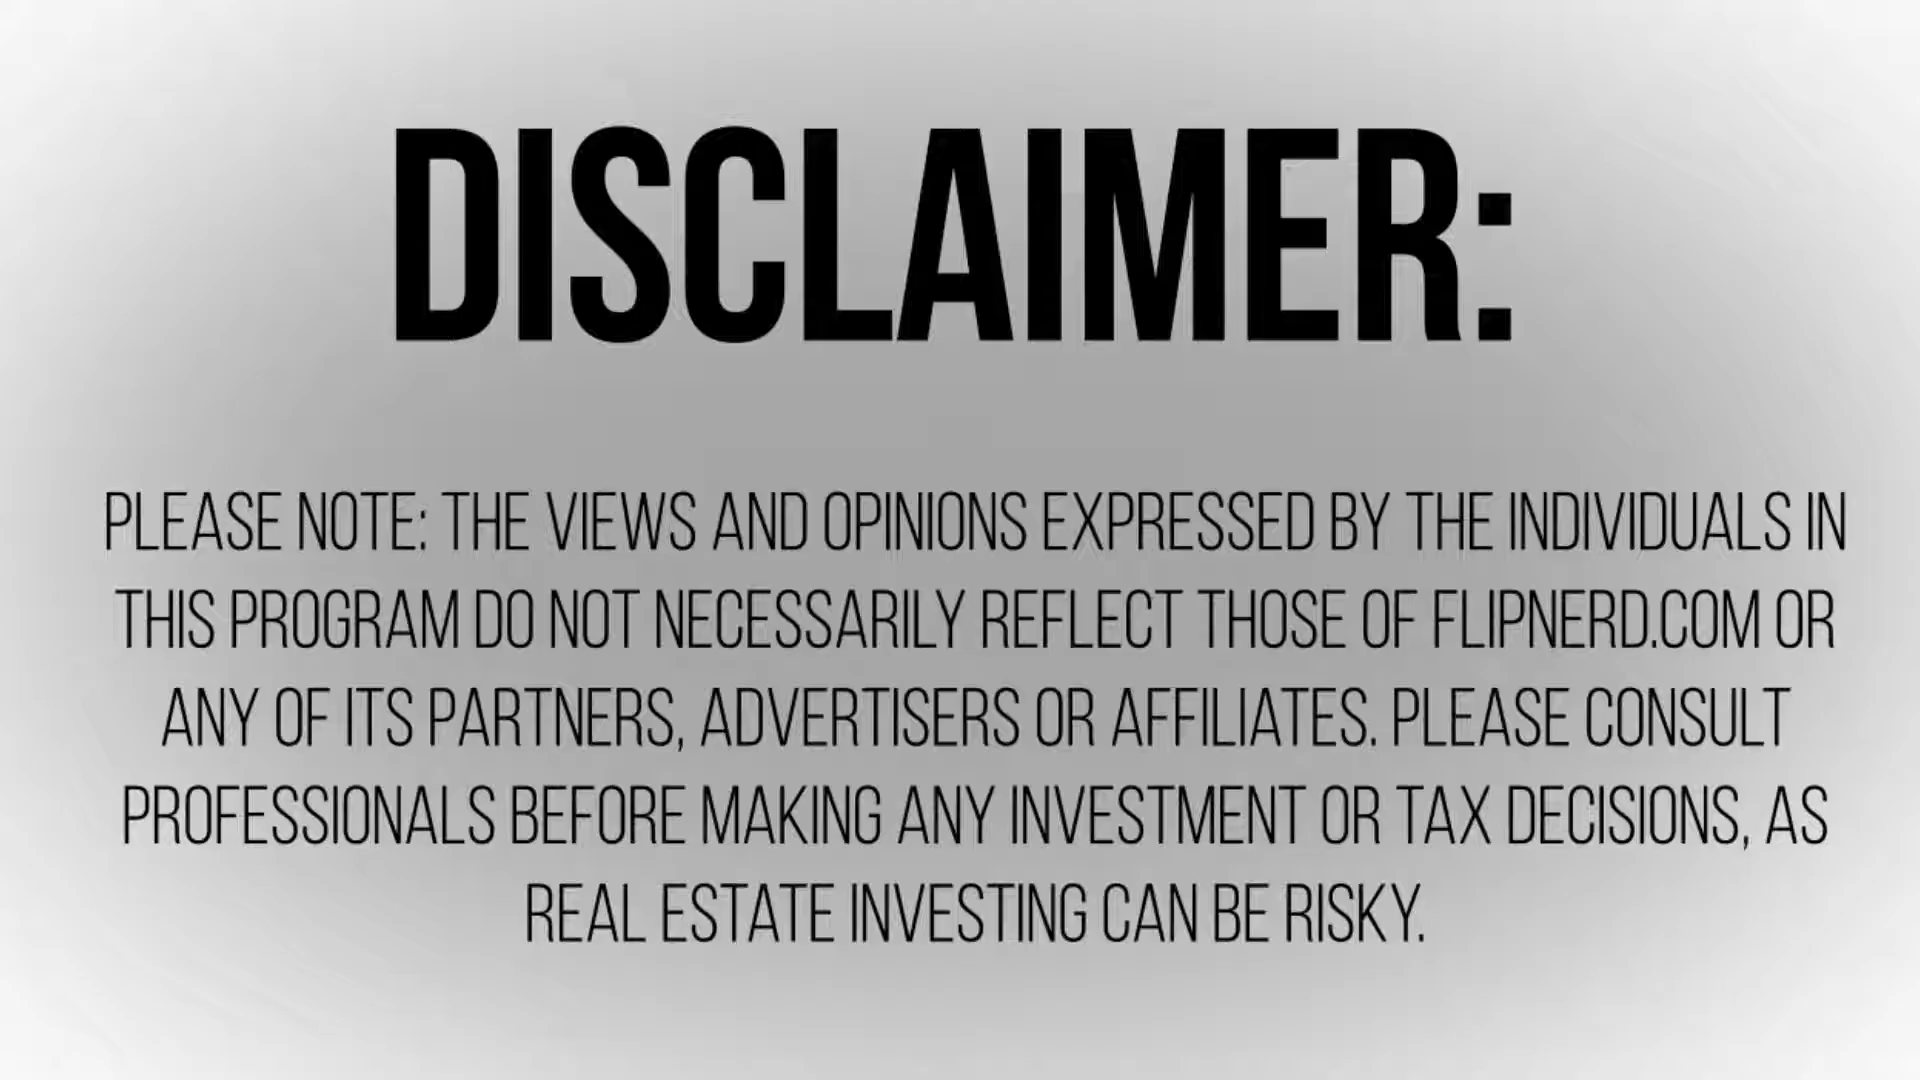 DISCLAIMER:
PLEASE NOTE: THE VIEWS AND OPINIONS EXPRESSED BY THE INDIVIDUALS IN
THIS PROGRAM DO NOT NECESSARILY REFLECT THOSE OF FLIPNERD.COM OR
ANY OF ITS PARTNERS, ADVERTISERS OR AFFILIATES. PLEASE CONSULT
PROFESSIONALS BEFORE MAKING ANY INVESTMENT OR TAX DECISIONS, AS
REAL ESTATE INVESTING CAN BE RISKY.